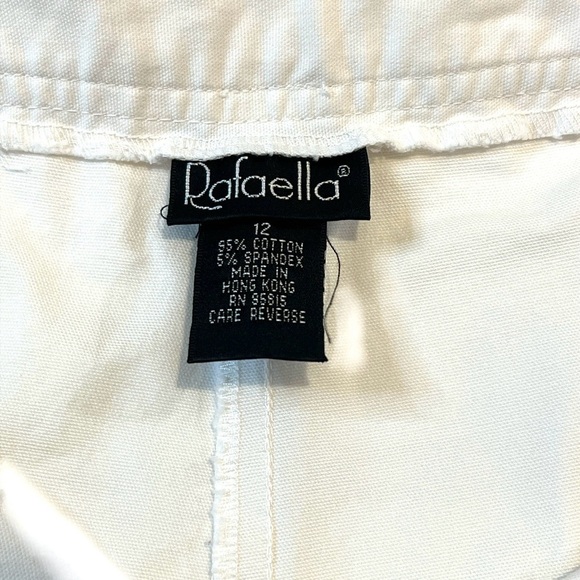 Rafaella®
12
95% COTTON
5% SPANDEX
MADE IN
HONG KONG
RN 95815
CARE REVERSE